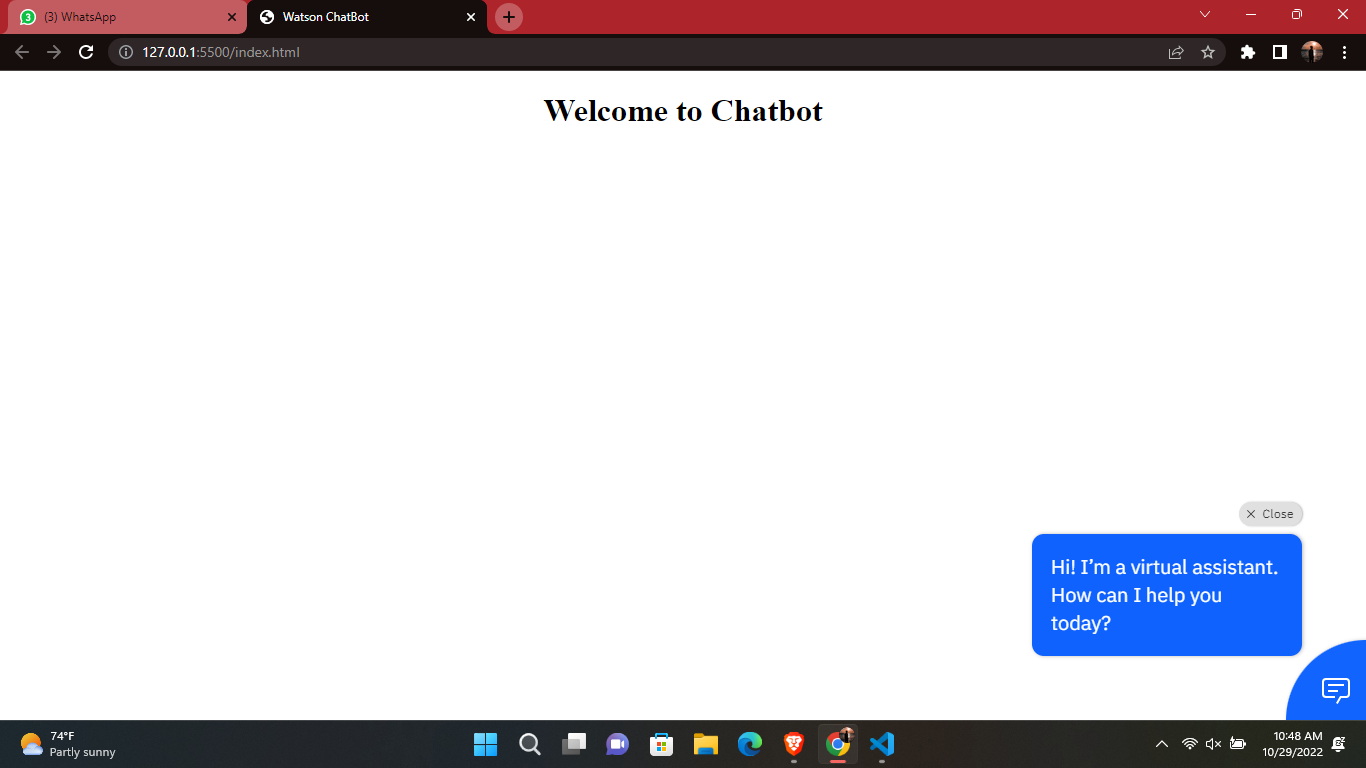 3
(3) WhatsApp
Watson ChatBot
127.0.0.1:5500/index.html
Welcome to Chatbot
Close
Hi! I’m a virtual assistant.
How can I help you
today?
74°F
Partly sunny
10:48 AM
10/29/2022